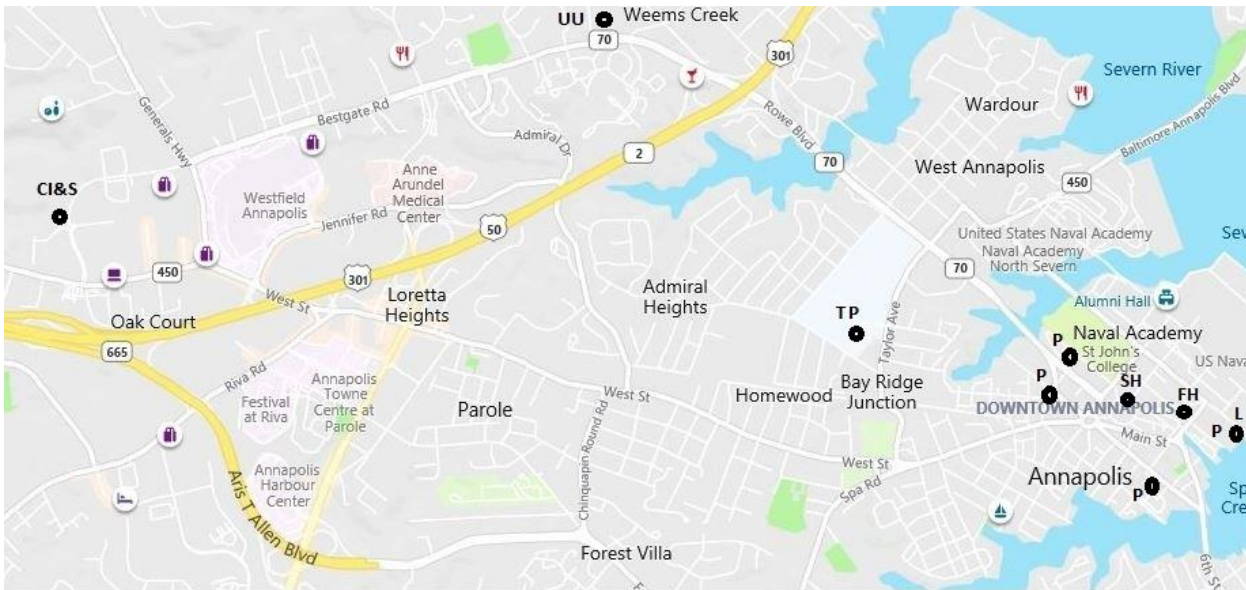 UU
Weems Creek
70
301
Severn River
Wardour
Generals Hwy
Bestgate Rd
Admiral Dr
Rowe Blvd
Baltimore Annapolis Blvd
2
70
West Annapolis
450
CI&S
Westfield
Annapolis
Anne
Arundel
Medical
Center
Jennifer Rd
50
United States Naval Academy
Naval Academy
North Severn
Sev
450
301
70
West St
Loretta
Heights
Admiral
Heights
Alumni Hall
Oak Court
665
TP
Taylor Ave
Naval Academy
P
St John's
College
US Nava
Riva Rd
Festival
at Riva
Annapolis
Towne
Centre at
Parole
Parole
West St
Homewood
Bay Ridge
Junction
P
SH
DOWNTOWN ANNAPOLIS
FH
L
P
Main St
Chinquapin Round Rd
Annapolis
Harbour
Center
West St
Spa Rd
Annapolis
P
Sp
Cre
Aris T Allen Blvd
Forest Villa
F
6th St